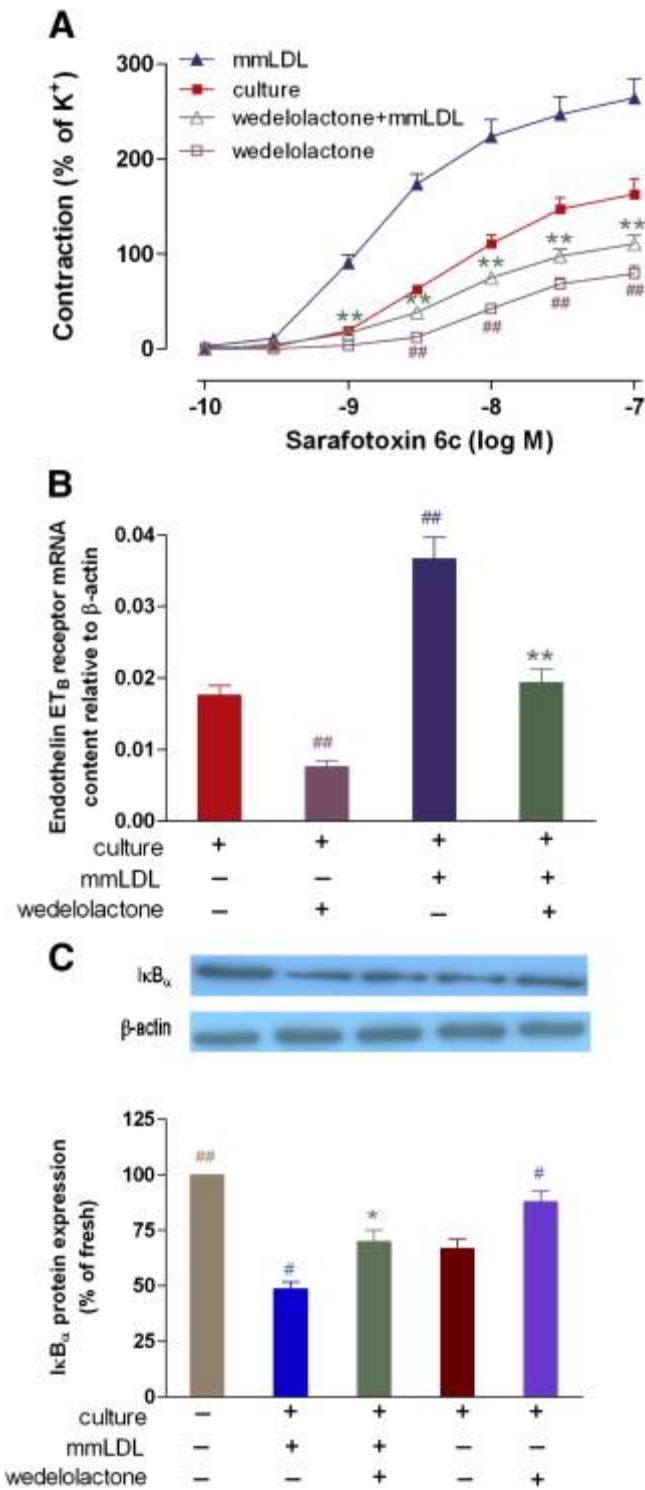 A
300
200
100
0
Contraction (% of K⁺)
mmLDL
culture
wedelolactone+mmLDL
wedelolactone
** ** ** ** **
## ## ## ##
-10 -9 -8 -7
Sarafotoxin 6c (log M)
B
Endothelin ET_B receptor mRNA
content relative to β-actin
0.04
0.03
0.02
0.01
0.00
## ## **
culture + + + +
mmLDL – – + +
wedelolactone – + – +
C
IκBα
β-actin
IκBα protein expression
(% of fresh)
125
100
75
50
25
0
## # * #
culture – + + + +
mmLDL – + + – –
wedelolactone – – + – +